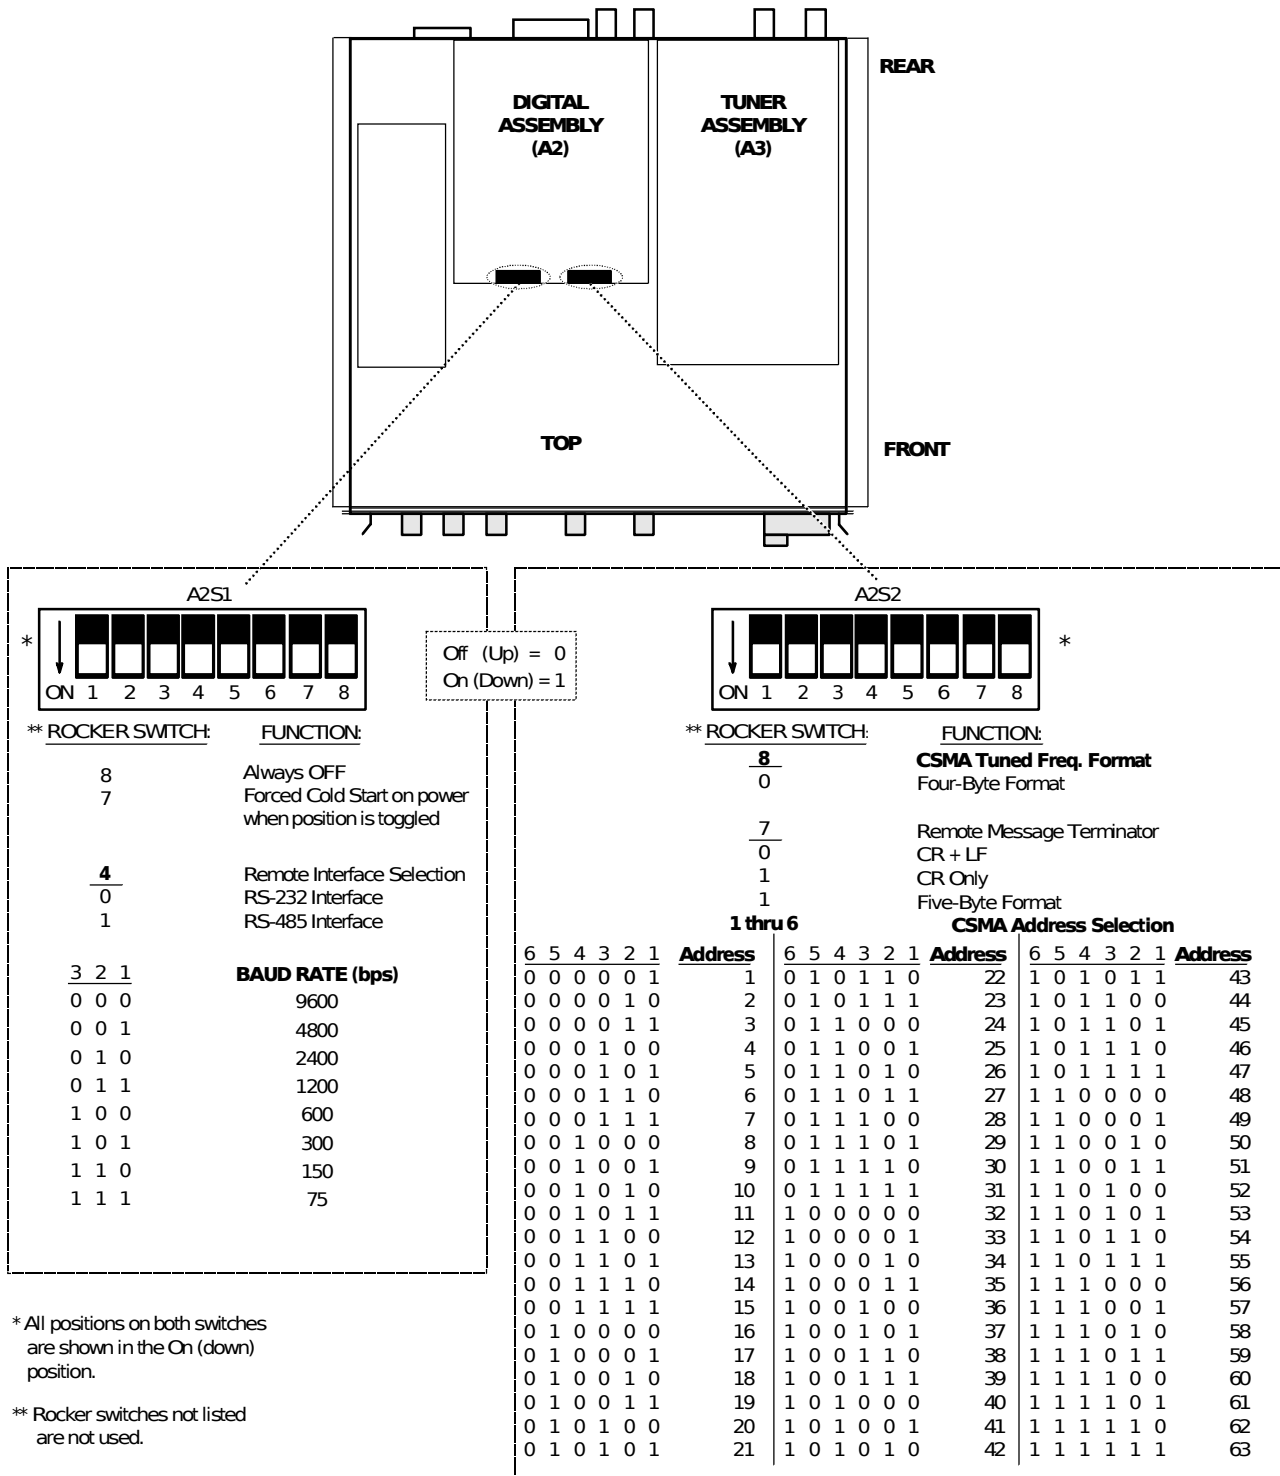 REAR
DIGITAL
ASSEMBLY
(A2)
TUNER
ASSEMBLY
(A3)
TOP
FRONT
A2S1
*
ON 1 2 3 4 5 6 7 8
Off (Up) = 0
On (Down) = 1
** ROCKER SWITCH: FUNCTION:
8 Always OFF
7 Forced Cold Start on power
when position is toggled
4 Remote Interface Selection
0 RS-232 Interface
1 RS-485 Interface
3 2 1 BAUD RATE (bps)
0 0 0 9600
0 0 1 4800
0 1 0 2400
0 1 1 1200
1 0 0 600
1 0 1 300
1 1 0 150
1 1 1 75
* All positions on both switches
are shown in the On (down)
position.
** Rocker switches not listed
are not used.
A2S2
*
ON 1 2 3 4 5 6 7 8
** ROCKER SWITCH: FUNCTION:
8 CSMA Tuned Freq. Format
0 Four-Byte Format
7 Remote Message Terminator
0 CR + LF
1 CR Only
1 Five-Byte Format
1 thru 6 CSMA Address Selection
6 5 4 3 2 1 Address 6 5 4 3 2 1 Address 6 5 4 3 2 1 Address
0 0 0 0 0 1 1 0 1 0 1 1 0 22 1 0 1 0 1 1 43
0 0 0 0 1 0 2 0 1 0 1 1 1 23 1 0 1 1 0 0 44
0 0 0 0 1 1 3 0 1 1 0 0 0 24 1 0 1 1 0 1 45
0 0 0 1 0 0 4 0 1 1 0 0 1 25 1 0 1 1 1 0 46
0 0 0 1 0 1 5 0 1 1 0 1 0 26 1 0 1 1 1 1 47
0 0 0 1 1 0 6 0 1 1 0 1 1 27 1 1 0 0 0 0 48
0 0 0 1 1 1 7 0 1 1 1 0 0 28 1 1 0 0 0 1 49
0 0 1 0 0 0 8 0 1 1 1 0 1 29 1 1 0 0 1 0 50
0 0 1 0 0 1 9 0 1 1 1 1 0 30 1 1 0 0 1 1 51
0 0 1 0 1 0 10 0 1 1 1 1 1 31 1 1 0 1 0 0 52
0 0 1 0 1 1 11 1 0 0 0 0 0 32 1 1 0 1 0 1 53
0 0 1 1 0 0 12 1 0 0 0 0 1 33 1 1 0 1 1 0 54
0 0 1 1 0 1 13 1 0 0 0 1 0 34 1 1 0 1 1 1 55
0 0 1 1 1 0 14 1 0 0 0 1 1 35 1 1 1 0 0 0 56
0 0 1 1 1 1 15 1 0 0 1 0 0 36 1 1 1 0 0 1 57
0 1 0 0 0 0 16 1 0 0 1 0 1 37 1 1 1 0 1 0 58
0 1 0 0 0 1 17 1 0 0 1 1 0 38 1 1 1 0 1 1 59
0 1 0 0 1 0 18 1 0 0 1 1 1 39 1 1 1 1 0 0 60
0 1 0 0 1 1 19 1 0 1 0 0 0 40 1 1 1 1 0 1 61
0 1 0 1 0 0 20 1 0 1 0 0 1 41 1 1 1 1 1 0 62
0 1 0 1 0 1 21 1 0 1 0 1 0 42 1 1 1 1 1 1 63